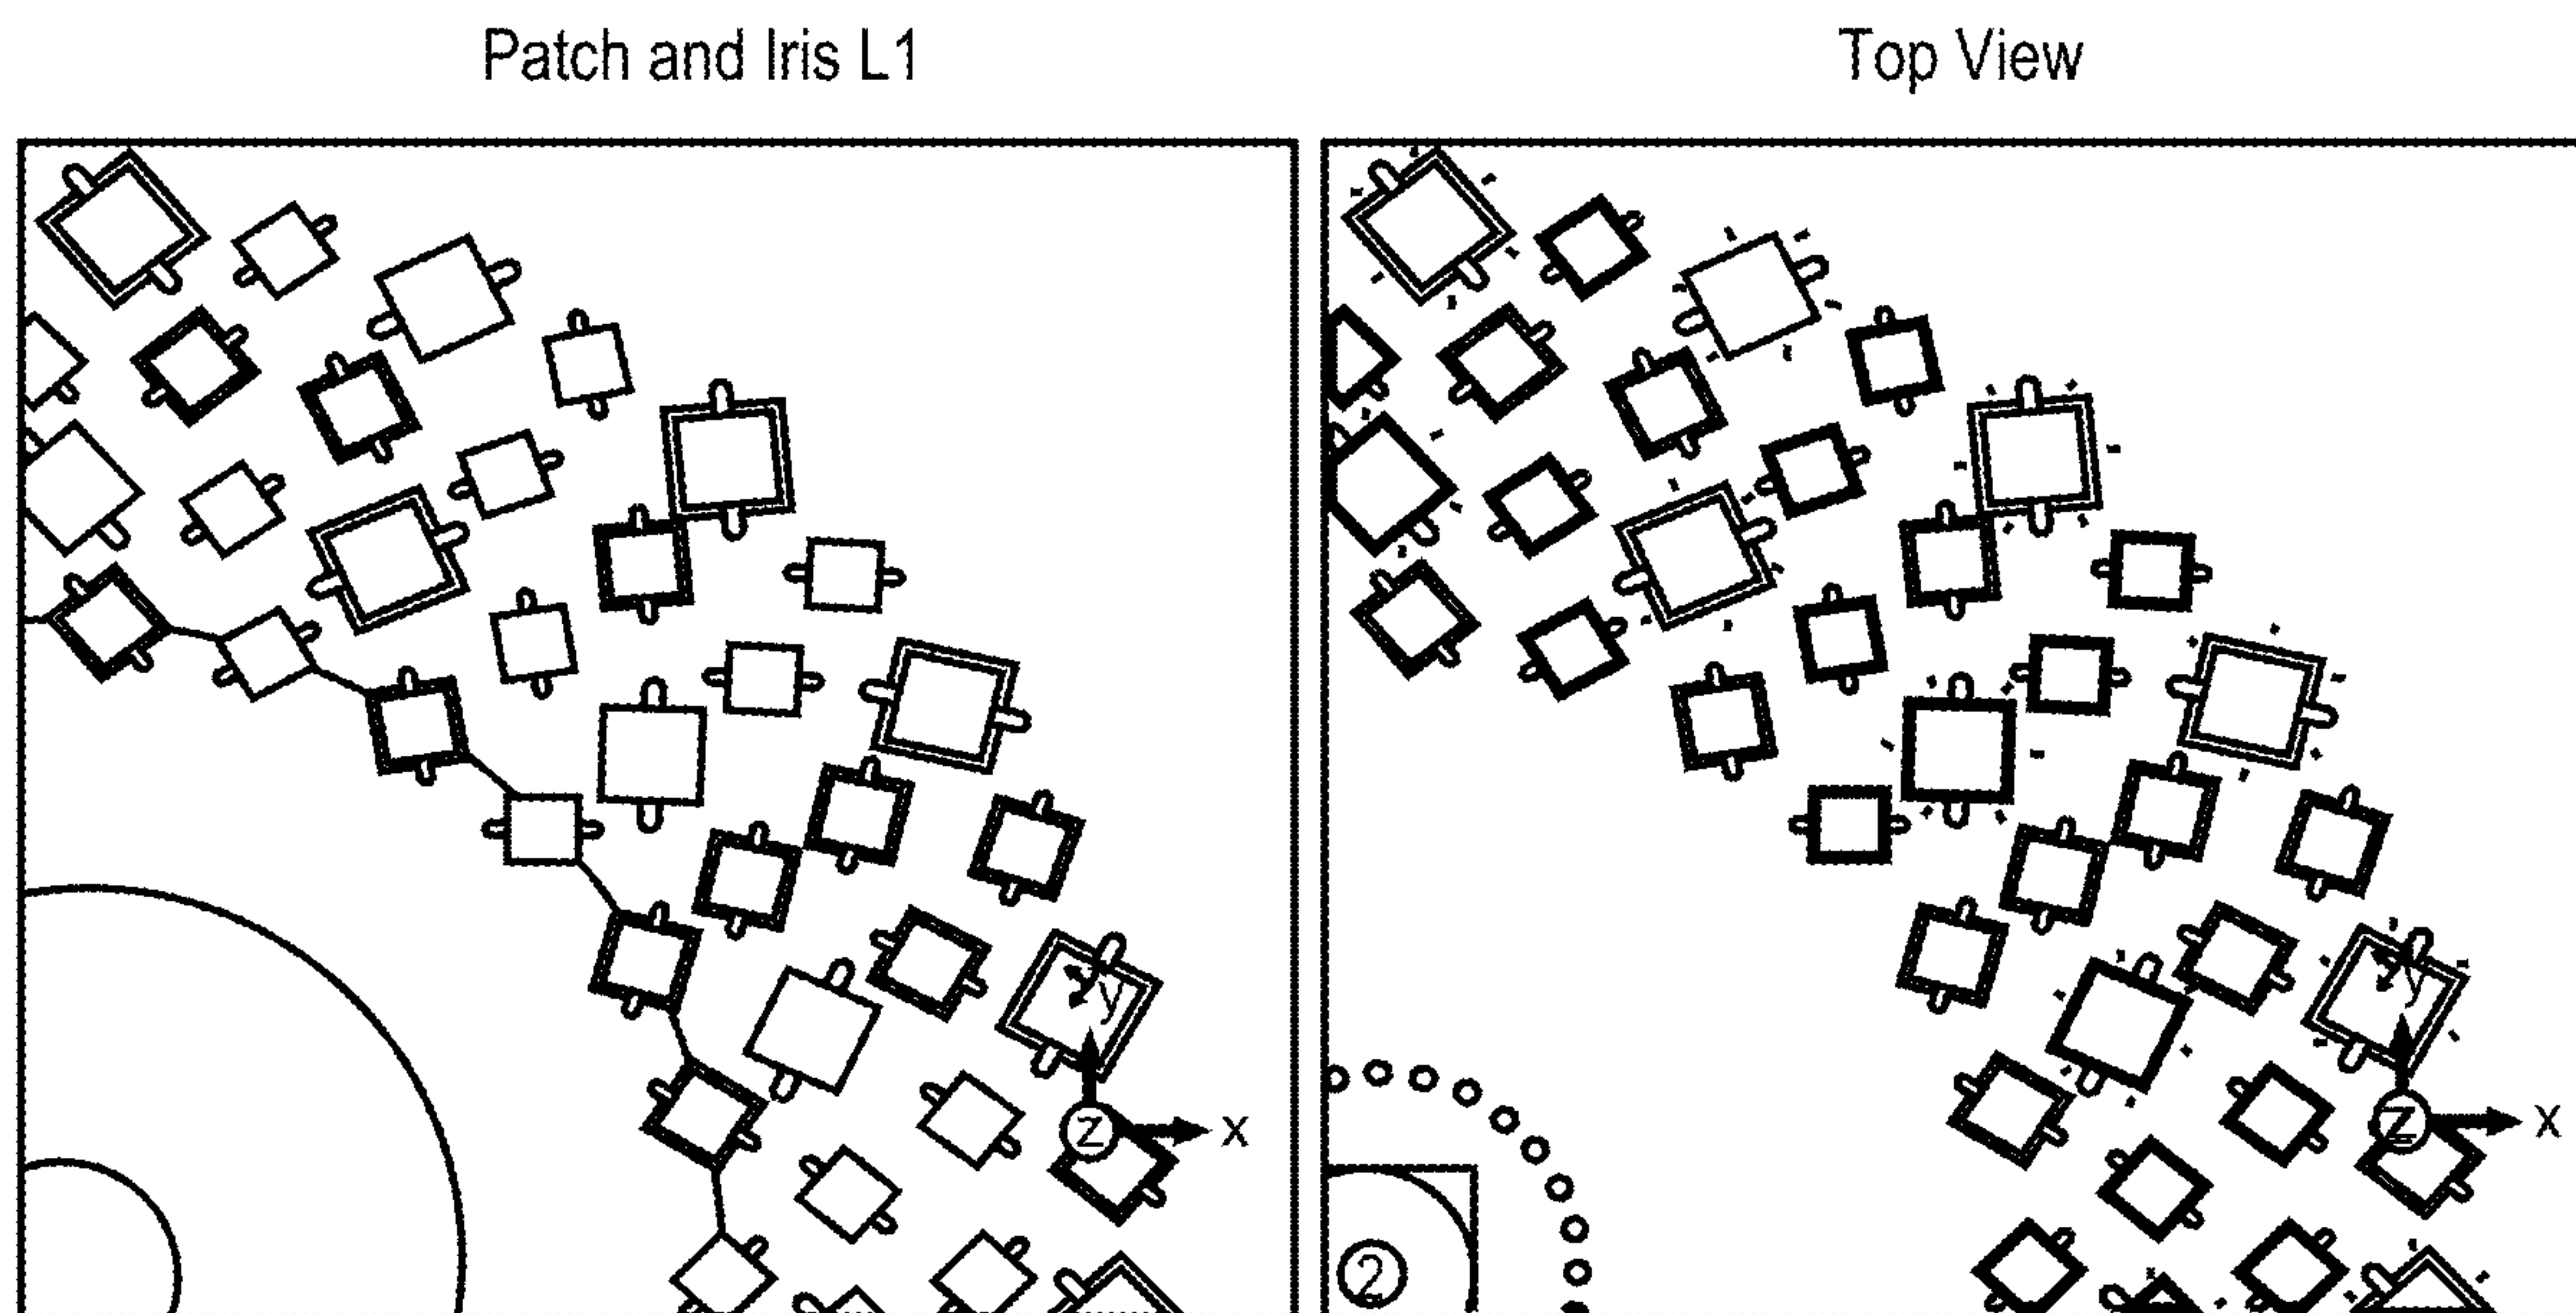 Patch and Iris L1
Top View
y
Z
x
y
Z
x
2